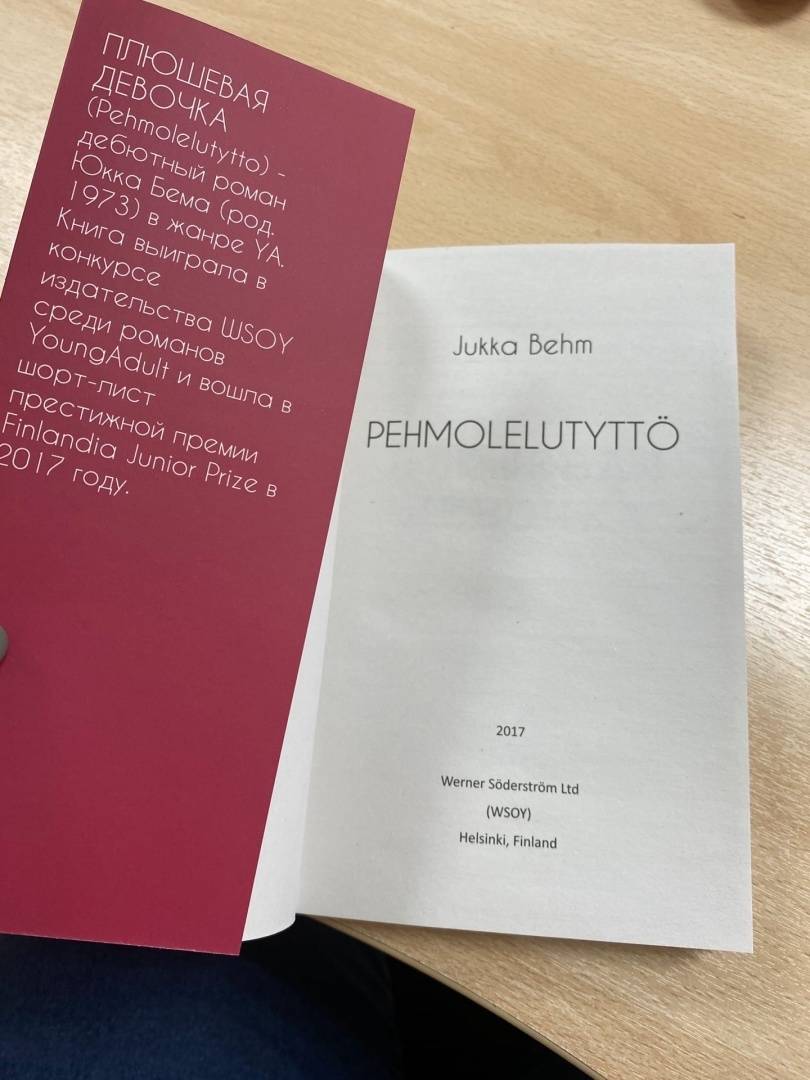 ПЛЮШЕВАЯ
ДЕВОЧКА
(Pehmolelutytto) -
дебютный роман
Юкка Бема (род.
1973) в жанре YA.
Книга выиграла в
конкурсе
издательства WSOY
среди романов
YoungAdult и вошла в
шорт-лист
престижной премии
Finlandia Junior Prize в
2017 году.
Jukka Behm
PEHMOLELUTYTTÖ
2017
Werner Söderström Ltd
(WSOY)
Helsinki, Finland